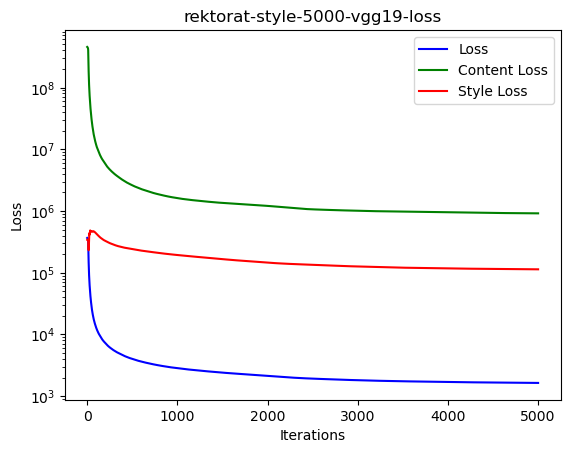 rektorat-style-5000-vgg19-loss
Loss
Content Loss
Style Loss
10^8
10^7
10^6
10^5
10^4
10^3
Loss
0 1000 2000 3000 4000 5000
Iterations